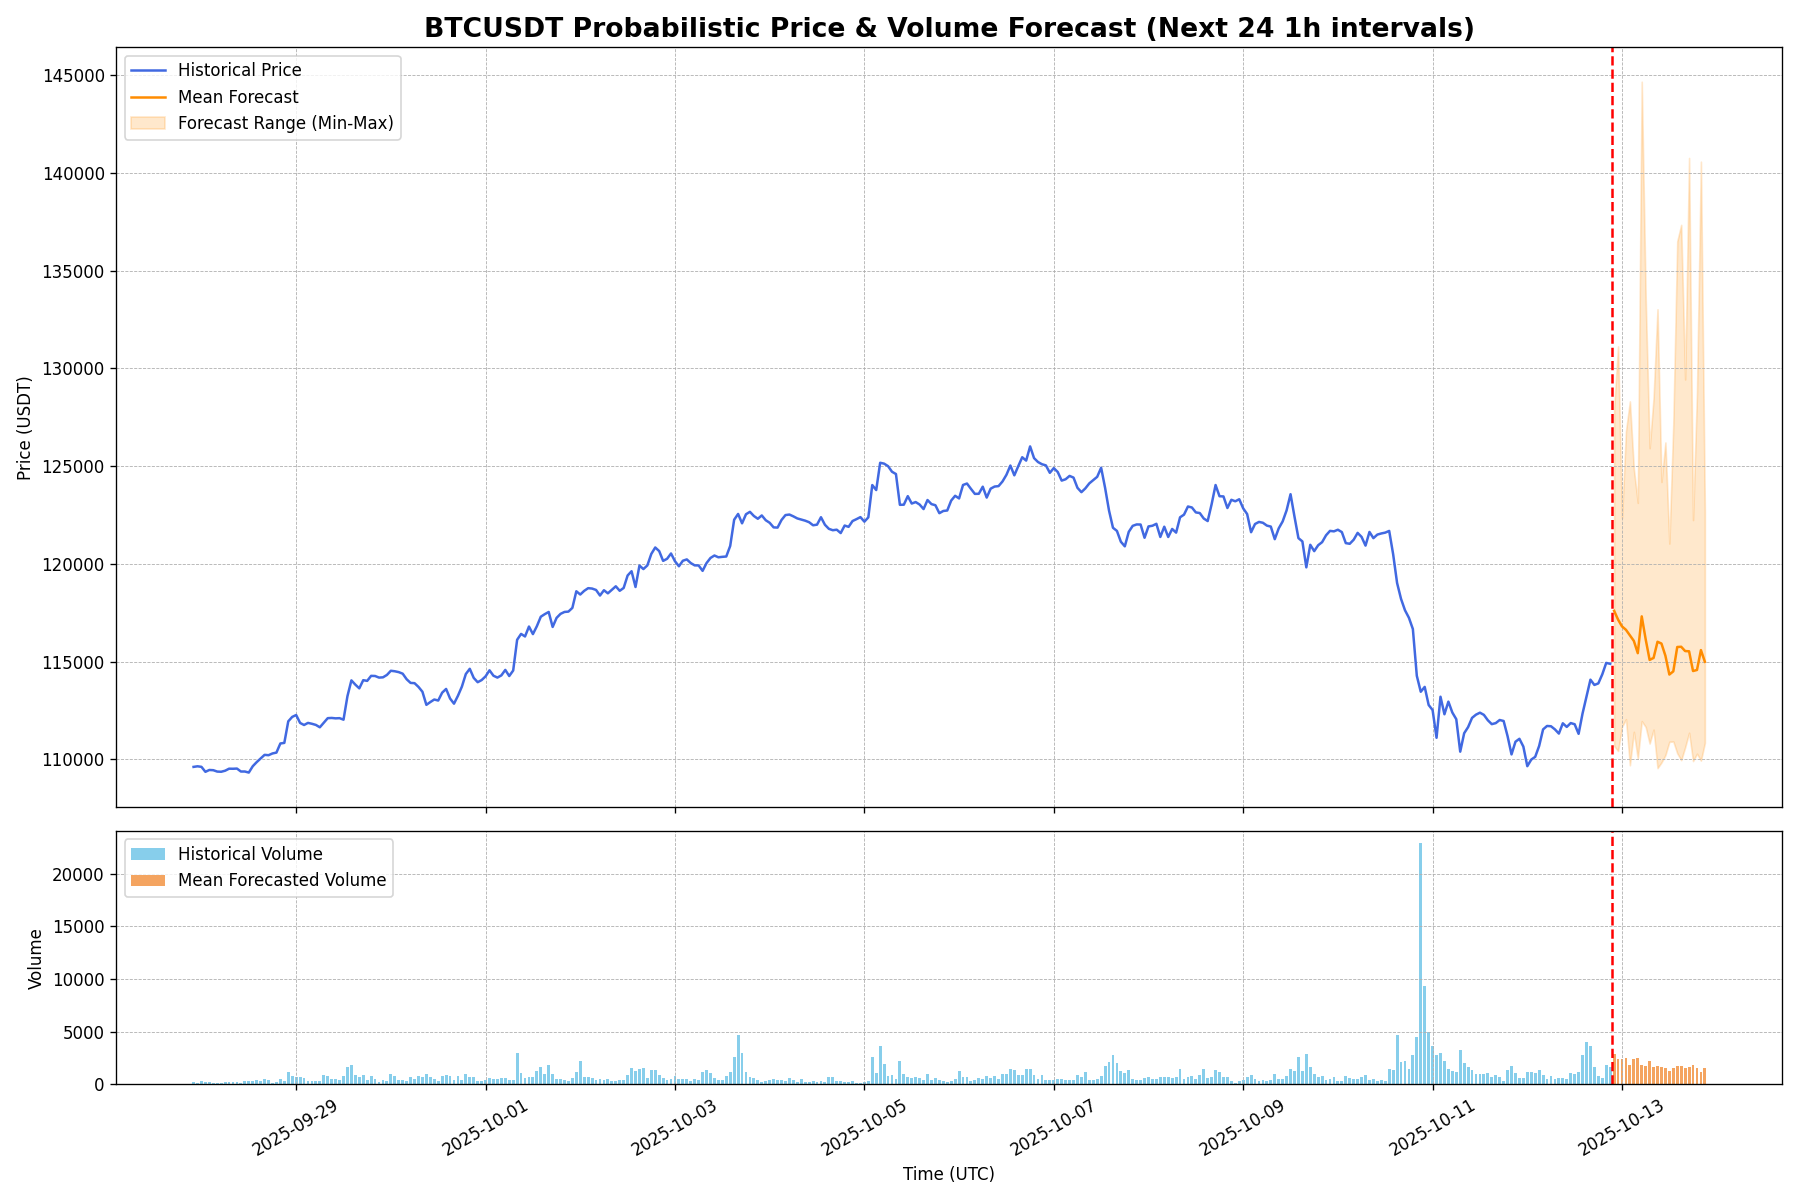 BTCUSDT Probabilistic Price & Volume Forecast (Next 24 1h intervals)
Historical Price
Mean Forecast
Forecast Range (Min-Max)
Price (USDT)
145000
140000
135000
130000
125000
120000
115000
110000
Historical Volume
Mean Forecasted Volume
Volume
20000
15000
10000
5000
0
2025-09-29
2025-10-01
2025-10-03
2025-10-05
2025-10-07
2025-10-09
2025-10-11
2025-10-13
Time (UTC)